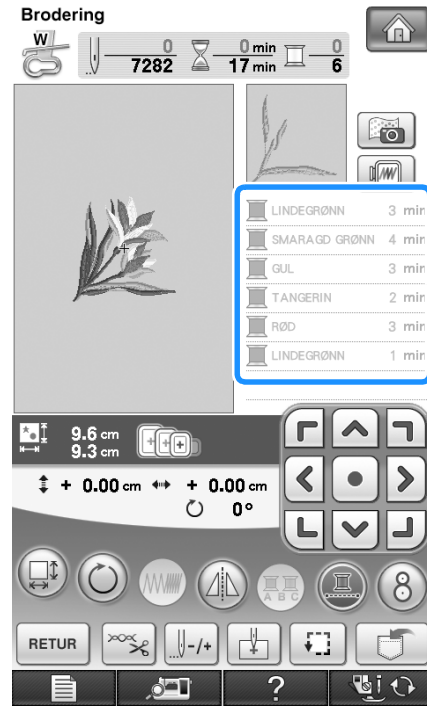 Brodering
W
0 0 min 0
7282 17 min 6
LINDEGRØNN 3 min
SMARAGD GRØNN 4 min
GUL 3 min
TANGERIN 2 min
RØD 3 min
LINDEGRØNN 1 min
9.6 cm
9.3 cm
+ 0.00 cm + 0.00 cm
0°
A B C
8
RETUR -/+
?